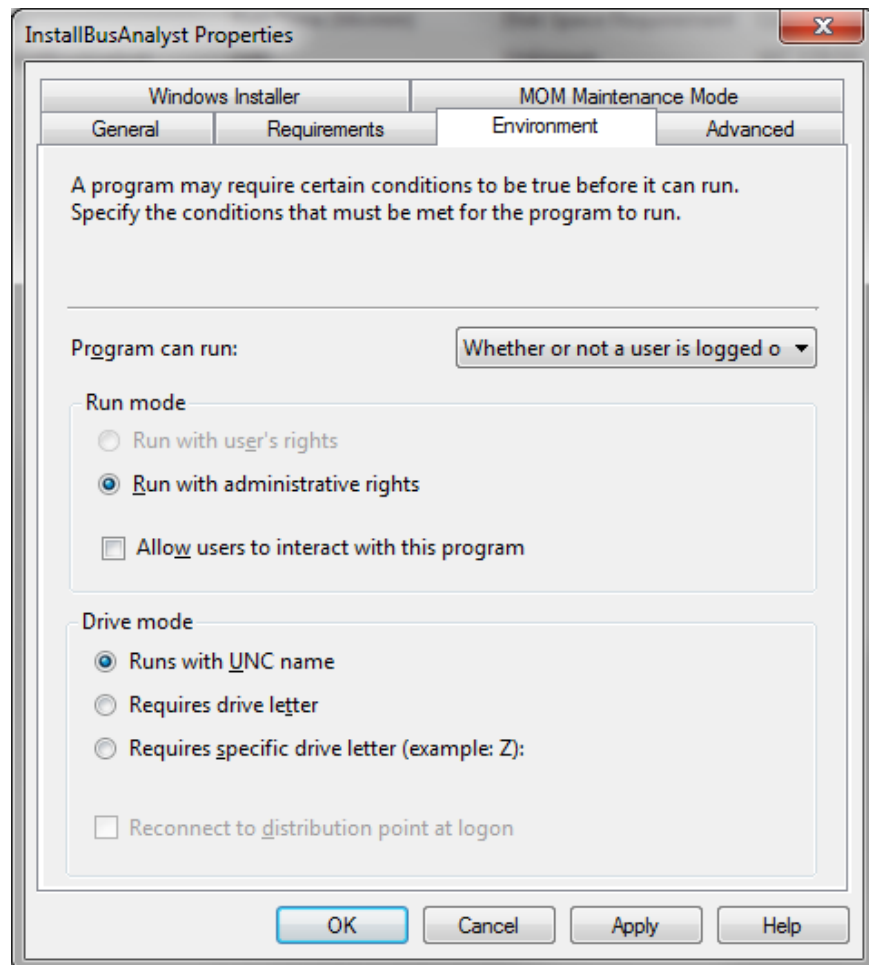 InstallBusAnalyst Properties
Windows Installer
MOM Maintenance Mode
General
Requirements
Environment
Advanced
A program may require certain conditions to be true before it can run.
Specify the conditions that must be met for the program to run.
Program can run:
Whether or not a user is logged o
Run mode
Run with user's rights
Run with administrative rights
Allow users to interact with this program
Drive mode
Runs with UNC name
Requires drive letter
Requires specific drive letter (example: Z):
Reconnect to distribution point at logon
OK
Cancel
Apply
Help